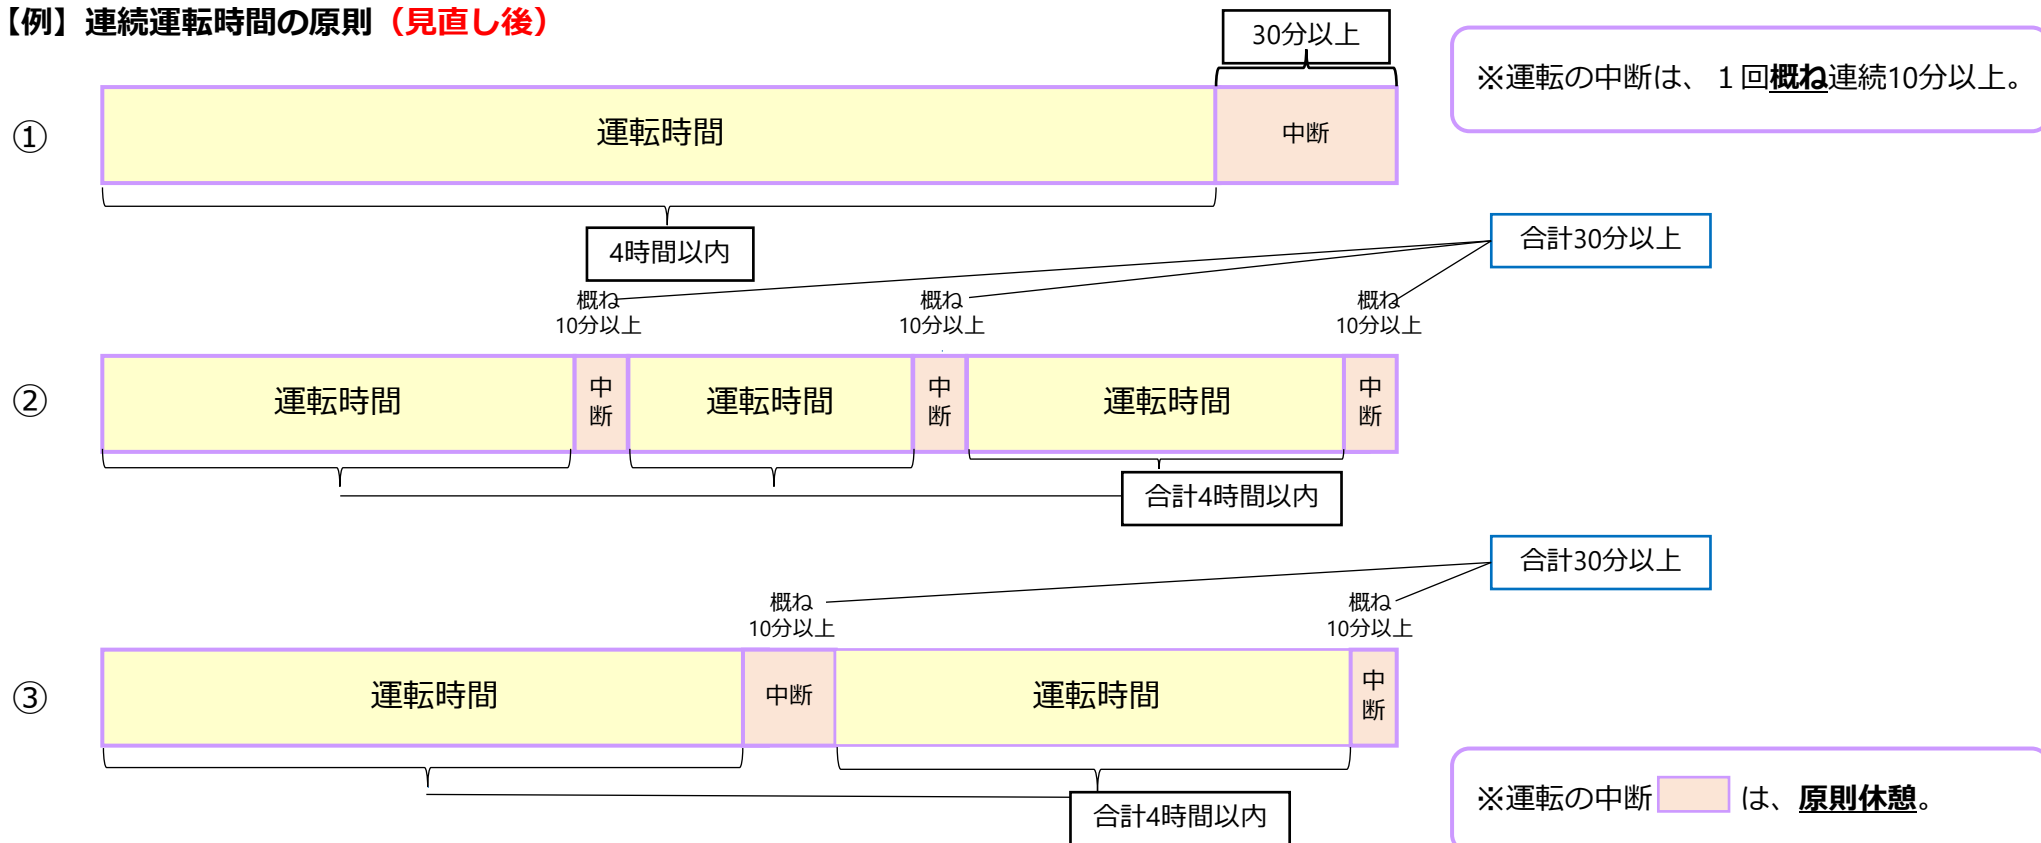 【例】連続運転時間の原則（見直し後）
30分以上
※運転の中断は、１回概ね連続10分以上。
①
運転時間
中断
4時間以内
合計30分以上
概ね
10分以上
概ね
10分以上
概ね
10分以上
②
運転時間
中
断
運転時間
中
断
運転時間
中
断
合計4時間以内
合計30分以上
概ね
10分以上
概ね
10分以上
③
運転時間
中断
運転時間
中
断
合計4時間以内
※運転の中断 は、原則休憩。